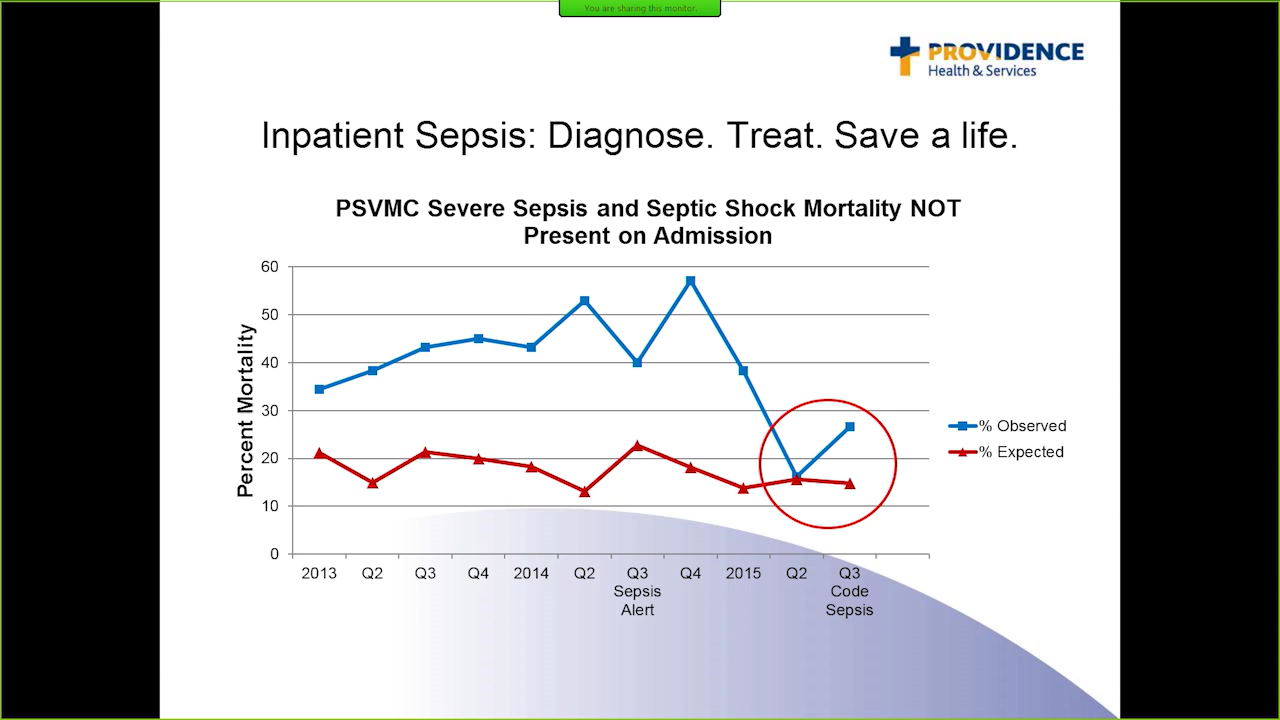 You are sharing this monitor.
PROVIDENCE
Health & Services
Inpatient Sepsis: Diagnose. Treat. Save a life.
PSVMC Severe Sepsis and Septic Shock Mortality NOT
Present on Admission
Percent Mortality
60
50
40
30
20
10
0
% Observed
% Expected
2013 Q2 Q3 Q4 2014 Q2 Q3 Q4 2015 Q2 Q3
Sepsis Code
Alert Sepsis